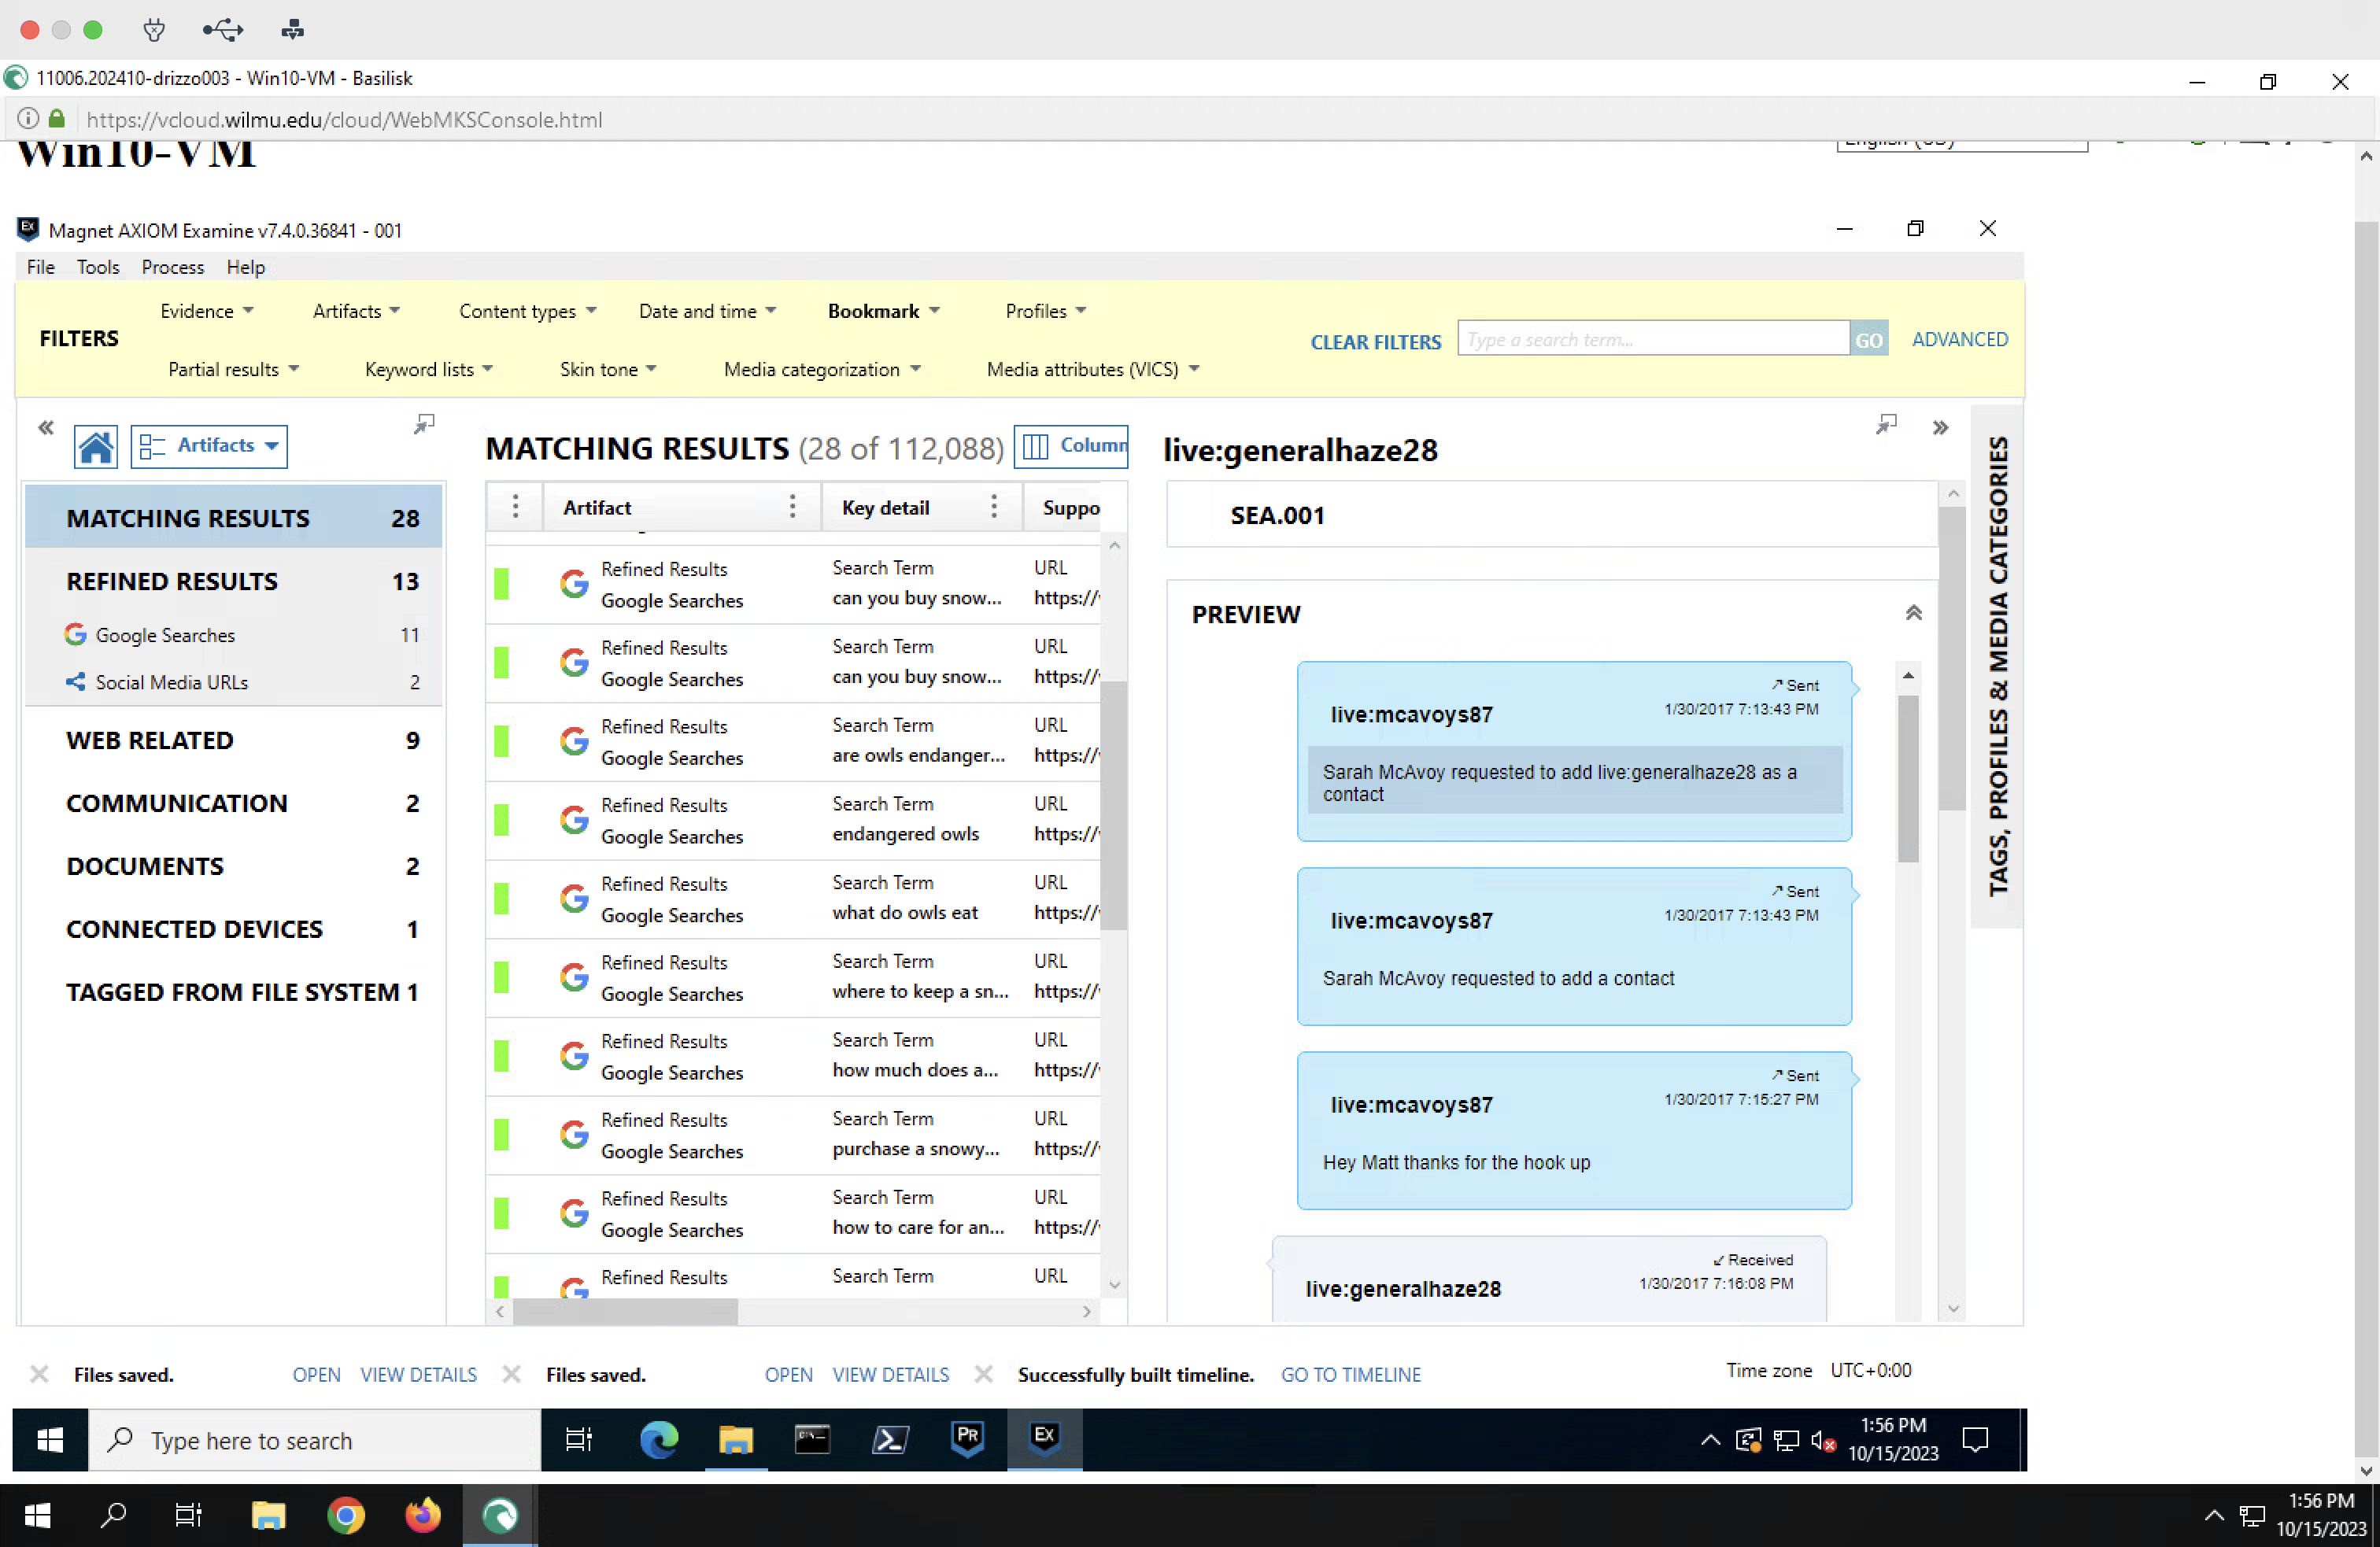 11006.202410-drizzo003 - Win10-VM - Basilisk
https://vcloud.wilmu.edu/cloud/WebMKSConsole.html
Win10-VM
English (US)
Magnet AXIOM Examine v7.4.0.36841 - 001
File Tools Process Help
FILTERS
Evidence Artifacts Content types Date and time Bookmark Profiles
Partial results Keyword lists Skin tone Media categorization Media attributes (VICS)
CLEAR FILTERS Type a search term... GO ADVANCED
Artifacts
MATCHING RESULTS 28
REFINED RESULTS 13
Google Searches 11
Social Media URLs 2
WEB RELATED 9
COMMUNICATION 2
DOCUMENTS 2
CONNECTED DEVICES 1
TAGGED FROM FILE SYSTEM 1
MATCHING RESULTS (28 of 112,088) Column
Artifact Key detail Suppo
Refined Results Search Term URL
Google Searches can you buy snow... https://
Refined Results Search Term URL
Google Searches can you buy snow... https://
Refined Results Search Term URL
Google Searches are owls endanger... https://
Refined Results Search Term URL
Google Searches endangered owls https://
Refined Results Search Term URL
Google Searches what do owls eat https://
Refined Results Search Term URL
Google Searches where to keep a sn... https://
Refined Results Search Term URL
Google Searches how much does a... https://
Refined Results Search Term URL
Google Searches purchase a snowy... https://
Refined Results Search Term URL
Google Searches how to care for an... https://
Refined Results Search Term URL
live:generalhaze28
SEA.001
PREVIEW
Sent
live:mcavoys87 1/30/2017 7:13:43 PM
Sarah McAvoy requested to add live:generalhaze28 as a
contact
Sent
live:mcavoys87 1/30/2017 7:13:43 PM
Sarah McAvoy requested to add a contact
Sent
live:mcavoys87 1/30/2017 7:15:27 PM
Hey Matt thanks for the hook up
Received
live:generalhaze28 1/30/2017 7:16:08 PM
TAGS, PROFILES & MEDIA CATEGORIES
Files saved. OPEN VIEW DETAILS Files saved. OPEN VIEW DETAILS Successfully built timeline. GO TO TIMELINE Time zone UTC+0:00
Type here to search
PR
EX
1:56 PM
10/15/2023
1:56 PM
10/15/2023